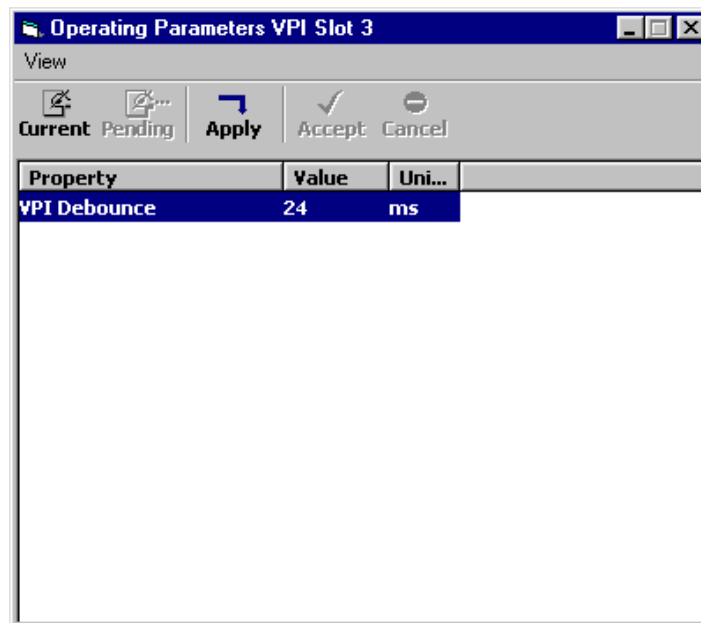 Operating Parameters VPI Slot 3
View
Current Pending Apply Accept Cancel
Property Value Uni...
VPI Debounce 24 ms